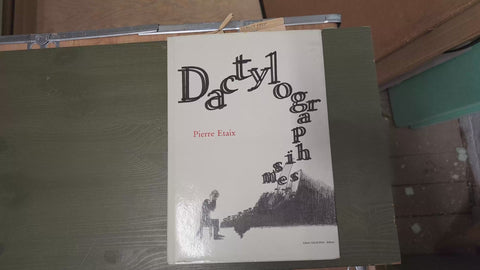 Dactylographismes
Pierre Etaix